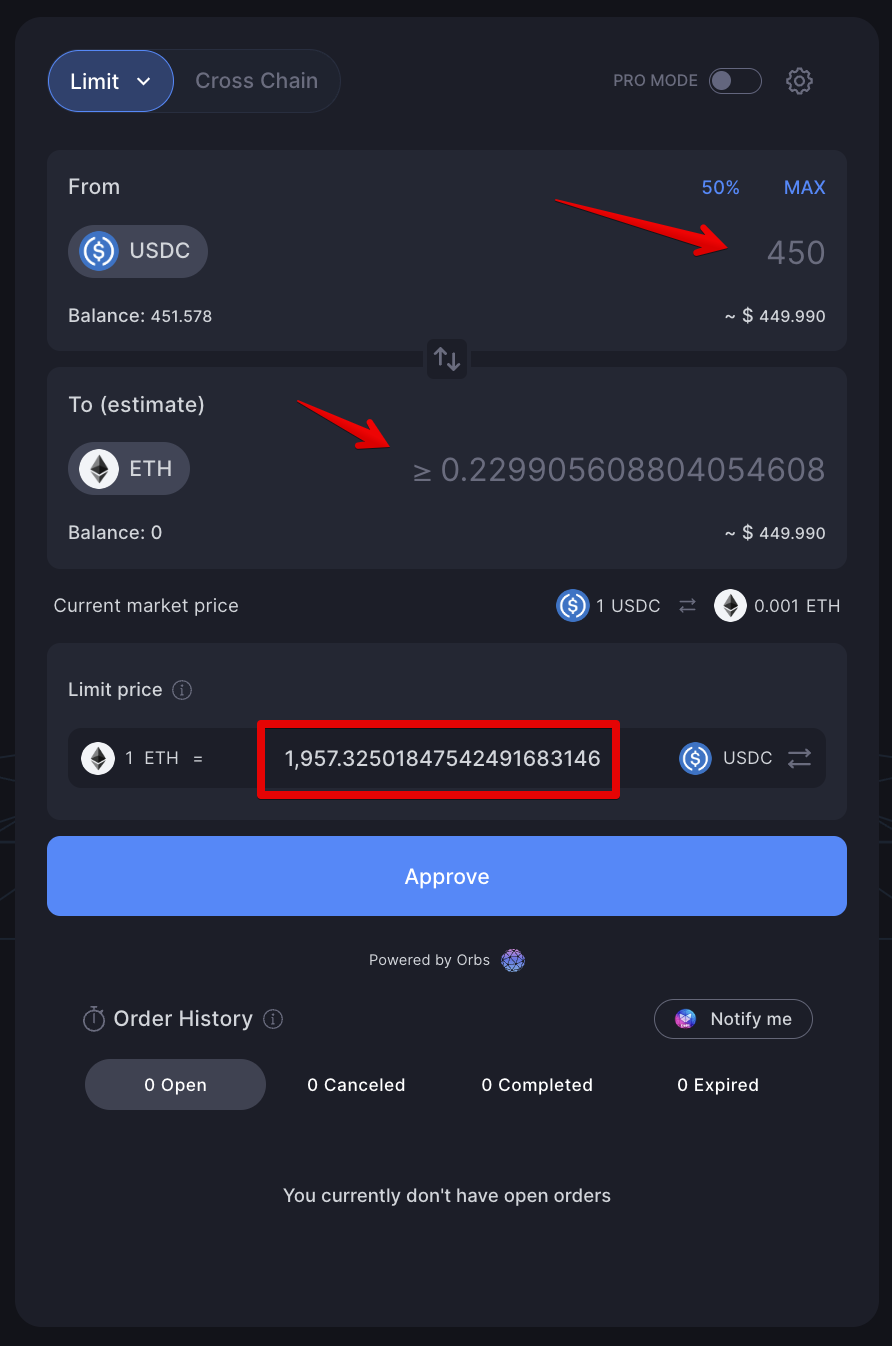 Limit Cross Chain PRO MODE
From 50% MAX
USDC 450
Balance: 451.578 ~ $ 449.990
To (estimate)
ETH ≥ 0.229905608804054608
Balance: 0 ~ $ 449.990
Current market price 1 USDC 0.001 ETH
Limit price
1 ETH = 1,957.32501847542491683146 USDC
Approve
Powered by Orbs
Order History Notify me
0 Open 0 Canceled 0 Completed 0 Expired
You currently don't have open orders